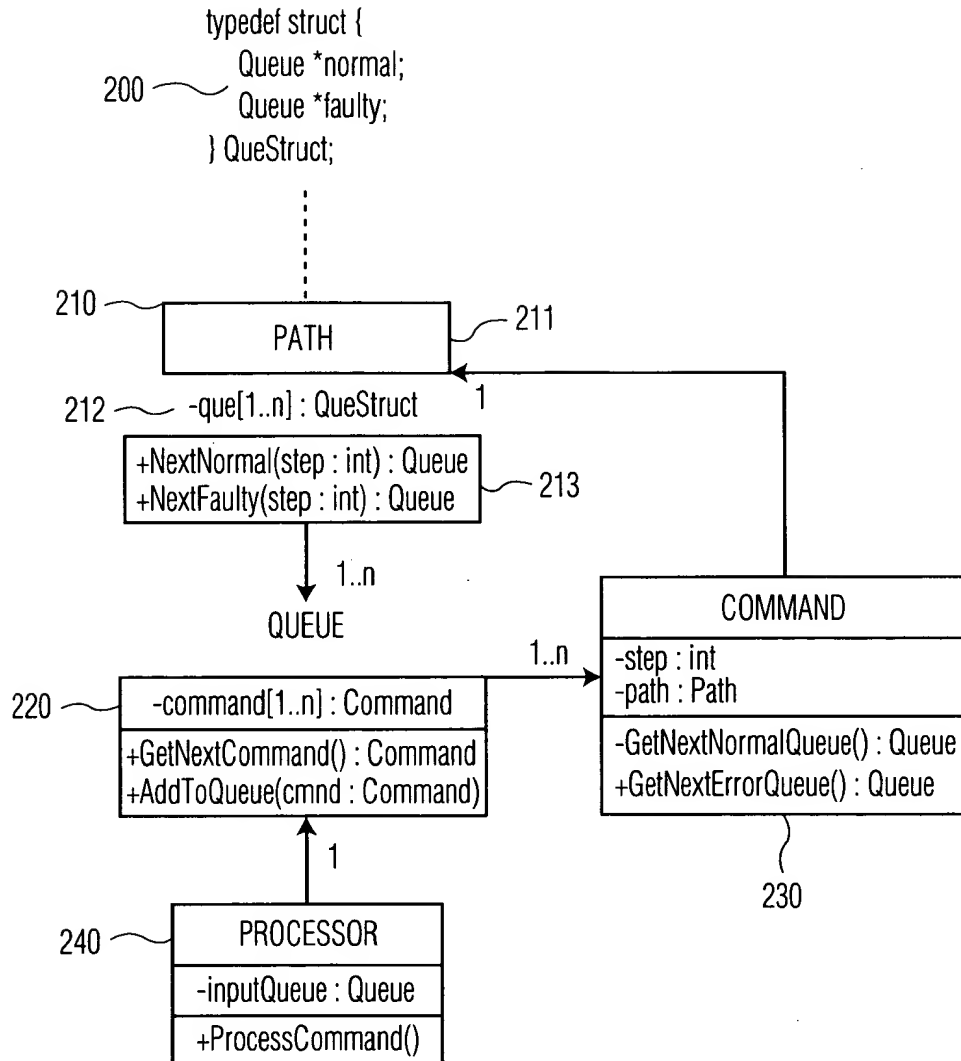 typedef struct {
Queue *normal;
200
Queue *faulty;
} QueStruct;
210
PATH
211
1
212
-que[1..n] : QueStruct
+NextNormal(step : int) : Queue
+NextFaulty(step : int) : Queue
213
1..n
QUEUE
COMMAND
1..n
-step : int
-path : Path
220
-command[1..n] : Command
-GetNextNormalQueue() : Queue
+GetNextErrorQueue() : Queue
+GetNextCommand() : Command
+AddToQueue(cmnd : Command)
1
230
240
PROCESSOR
-inputQueue : Queue
+ProcessCommand()